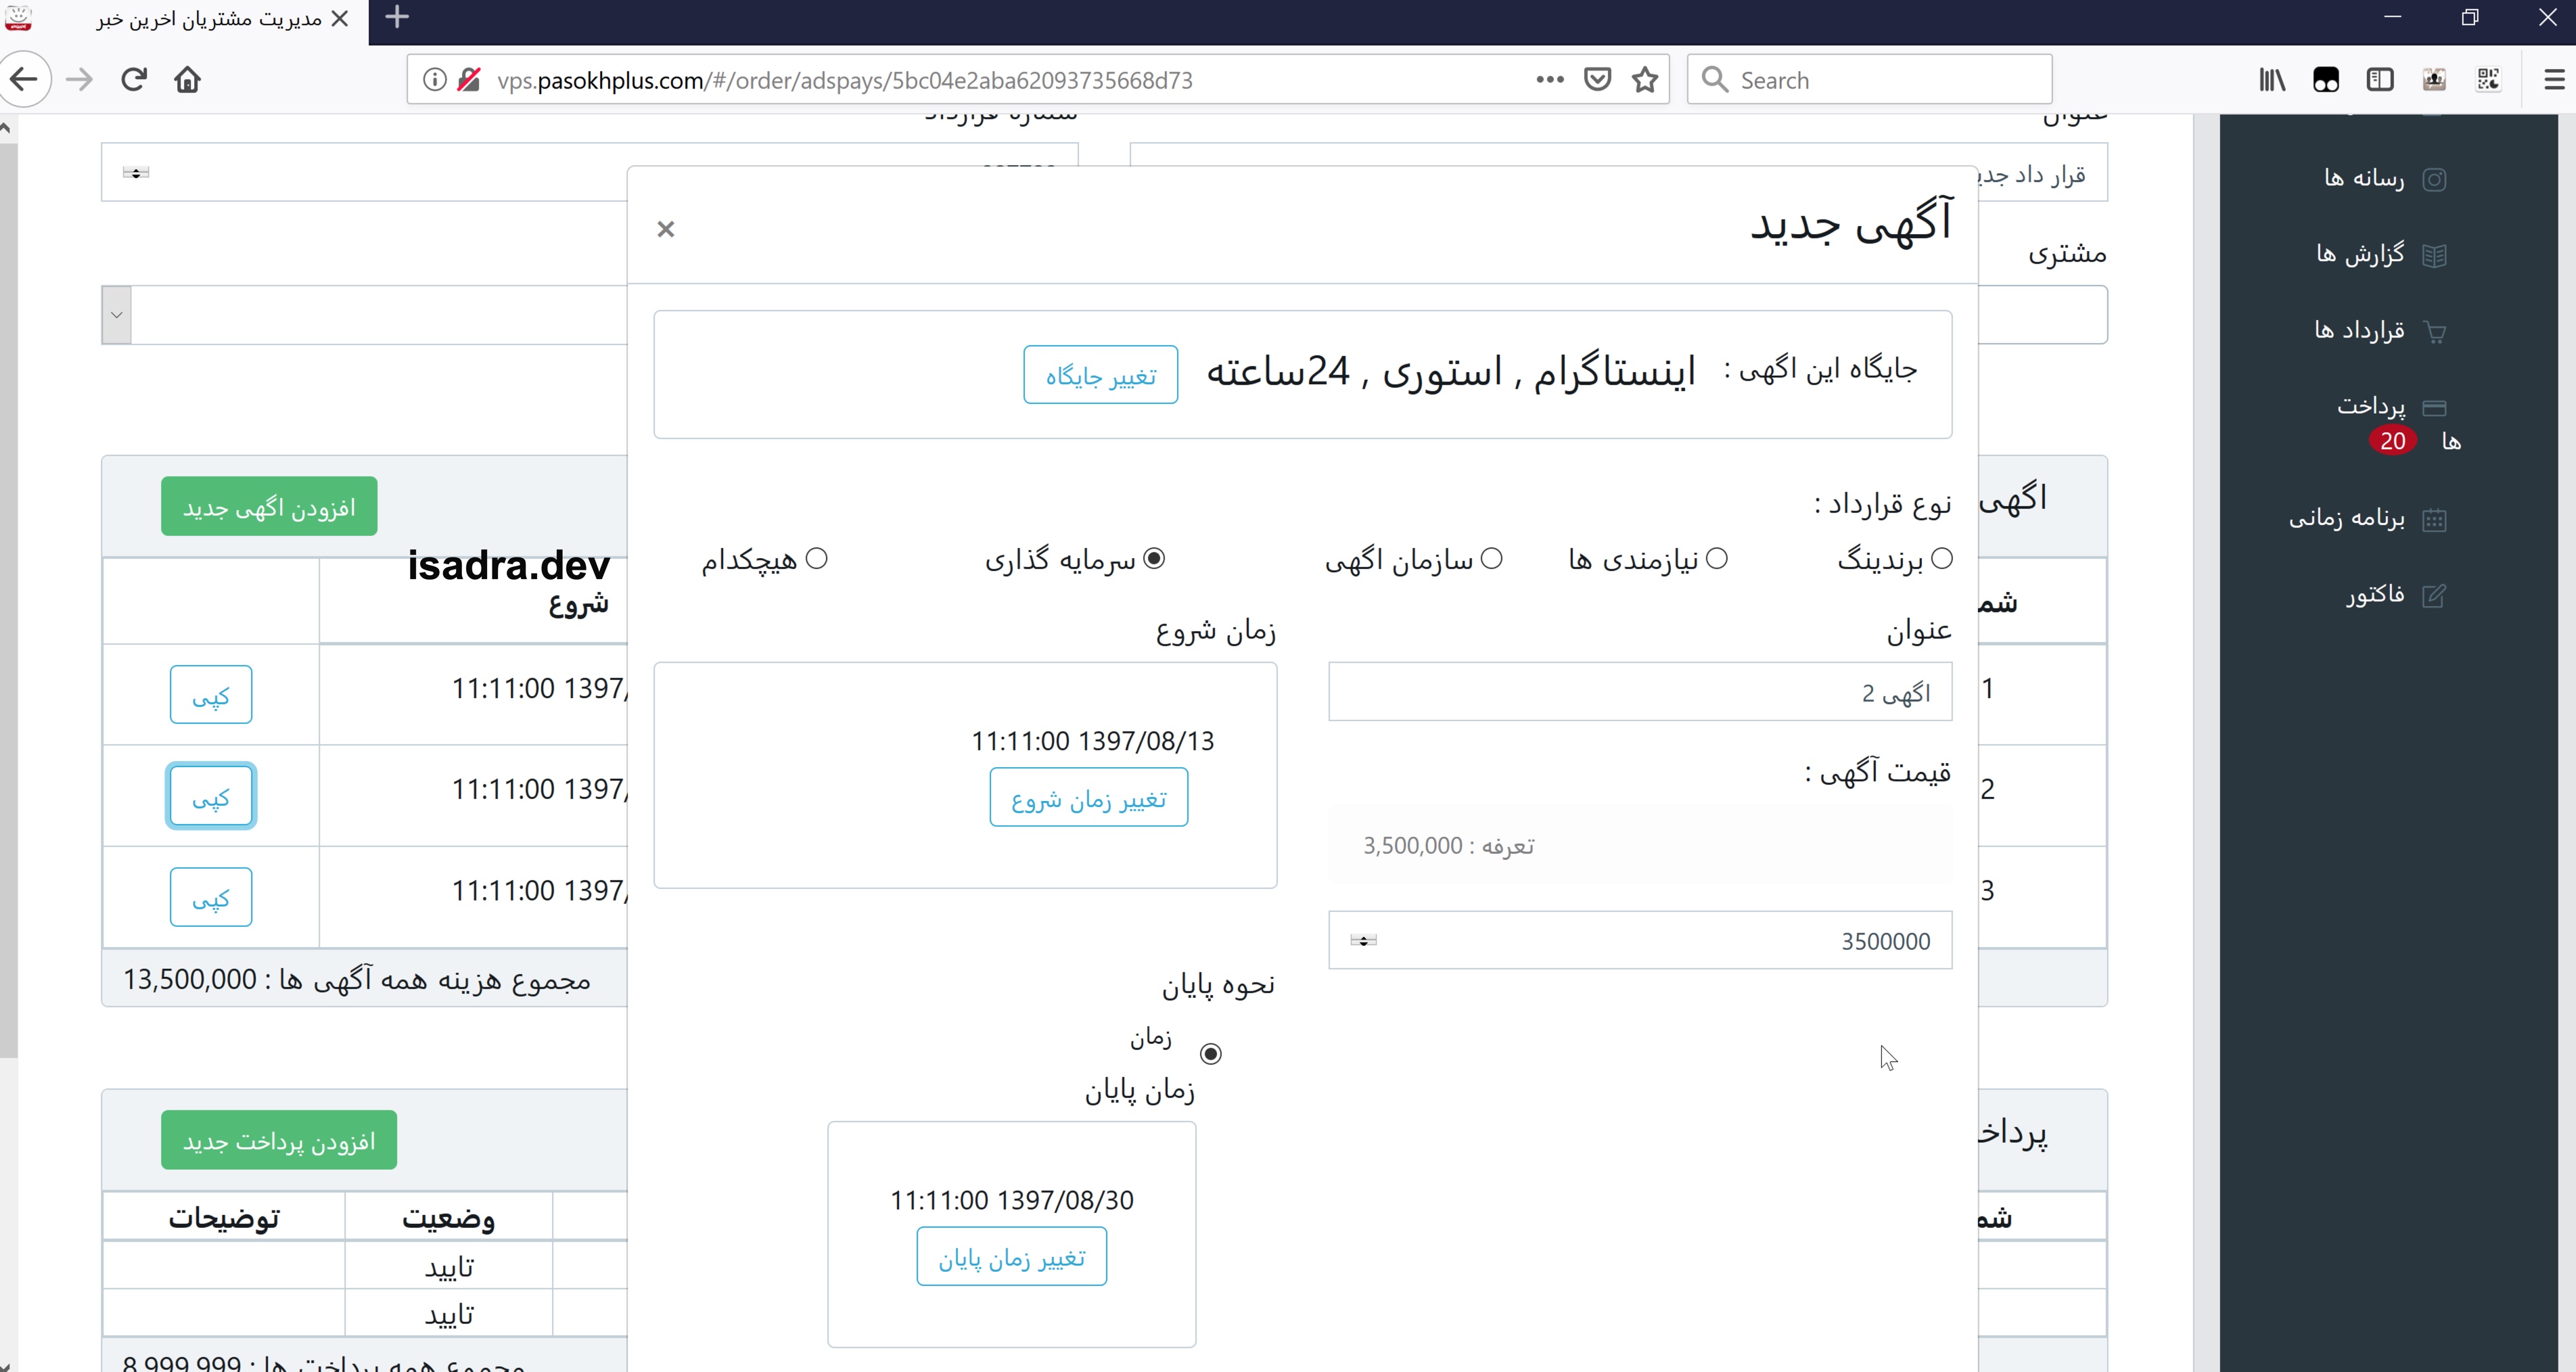 مدیریت مشتریان اخرین خبر
vps.pasokhplus.com/#/order/adspays/5bc04e2aba62093735668d73
Search
عنوان
شماره قرارداد
قرار داد جدید
مشتری
رسانه ها
گزارش ها
قرارداد ها
پرداخت
ها 20
برنامه زمانی
فاکتور
آگهی جدید
×
جایگاه این اگهی : اینستاگرام , استوری , 24ساعته
تغییر جایگاه
نوع قرارداد :
برندینگ
نیازمندی ها
سازمان اگهی
سرمایه گذاری
هیچکدام
عنوان
اگهی 2
قیمت آگهی :
تعرفه : 3,500,000
3500000
زمان شروع
11:11:00 1397/08/13
تغییر زمان شروع
نحوه پایان
زمان
زمان پایان
11:11:00 1397/08/30
تغییر زمان پایان
اگهی
افزودن اگهی جدید
isadra.dev
شروع
1
11:11:00 1397/
کپی
2
11:11:00 1397/
کپی
3
11:11:00 1397/
کپی
مجموع هزینه همه آگهی ها : 13,500,000
افزودن پرداخت جدید
وضعیت
توضیحات
تایید
تایید
مجموع همه پرداخت ها : 8,999,999